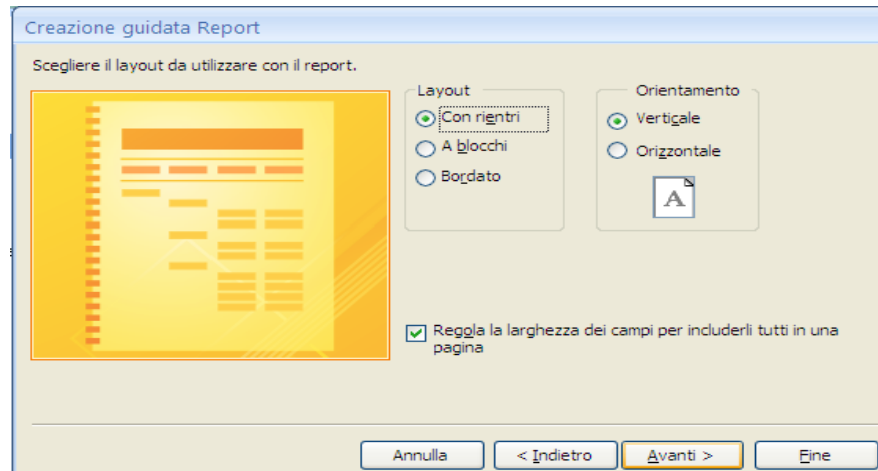 Creazione guidata Report
Scegliere il layout da utilizzare con il report.
Layout
Con rientri
A blocchi
Bordato
Orientamento
Verticale
Orizzontale
A
Regola la larghezza dei campi per includerli tutti in una
pagina
Annulla
< Indietro
Avanti >
Fine